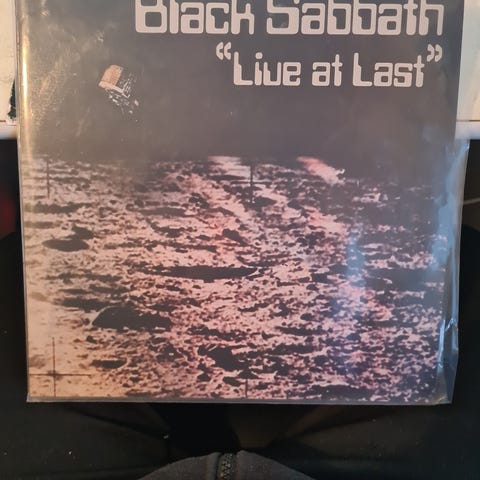 Black Sabbath
“Live at Last”